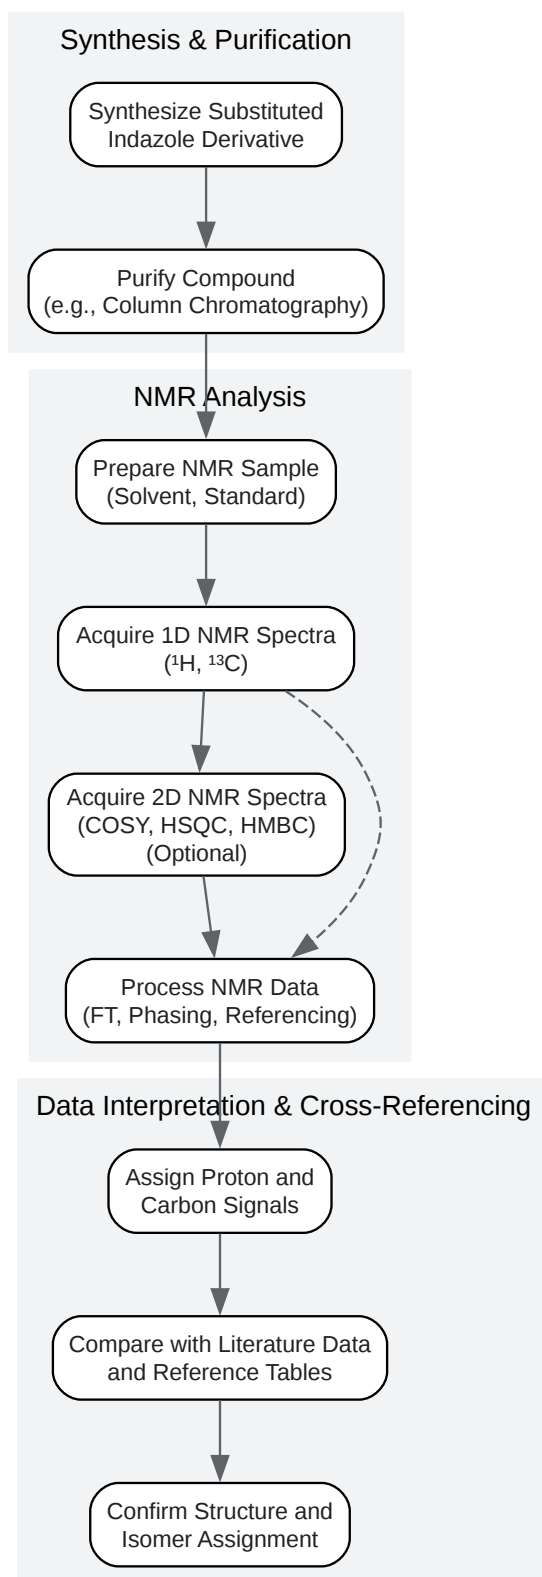 Synthesis & Purification
Synthesize Substituted
Indazole Derivative
Purify Compound
(e.g., Column Chromatography)
NMR Analysis
Prepare NMR Sample
(Solvent, Standard)
Acquire 1D NMR Spectra
(¹H, ¹³C)
Acquire 2D NMR Spectra
(COSY, HSQC, HMBC)
(Optional)
Process NMR Data
(FT, Phasing, Referencing)
Data Interpretation & Cross-Referencing
Assign Proton and
Carbon Signals
Compare with Literature Data
and Reference Tables
Confirm Structure and
Isomer Assignment